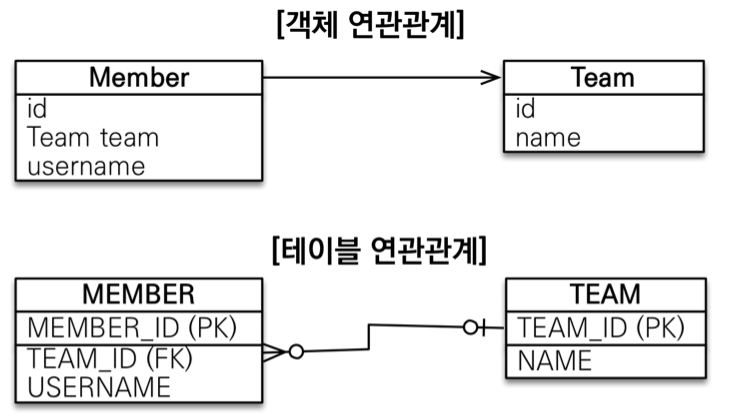 [객체 연관관계]
Member
id
Team team
username
Team
id
name
[테이블 연관관계]
MEMBER
MEMBER_ID (PK)
TEAM_ID (FK)
USERNAME
TEAM
TEAM_ID (PK)
NAME